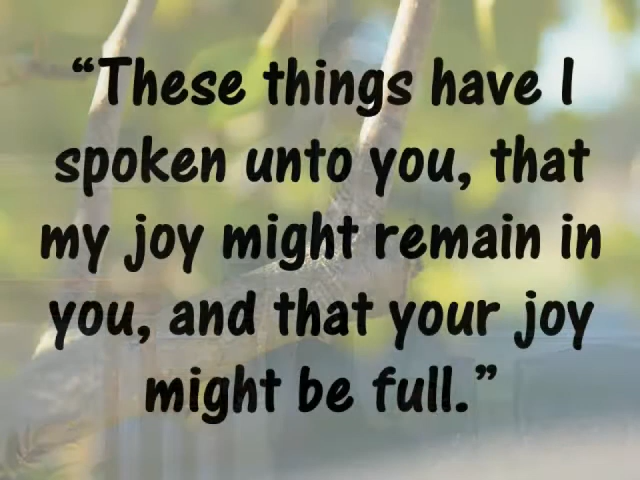 “These things have I
spoken unto you, that
my joy might remain in
you, and that your joy
might be full.”